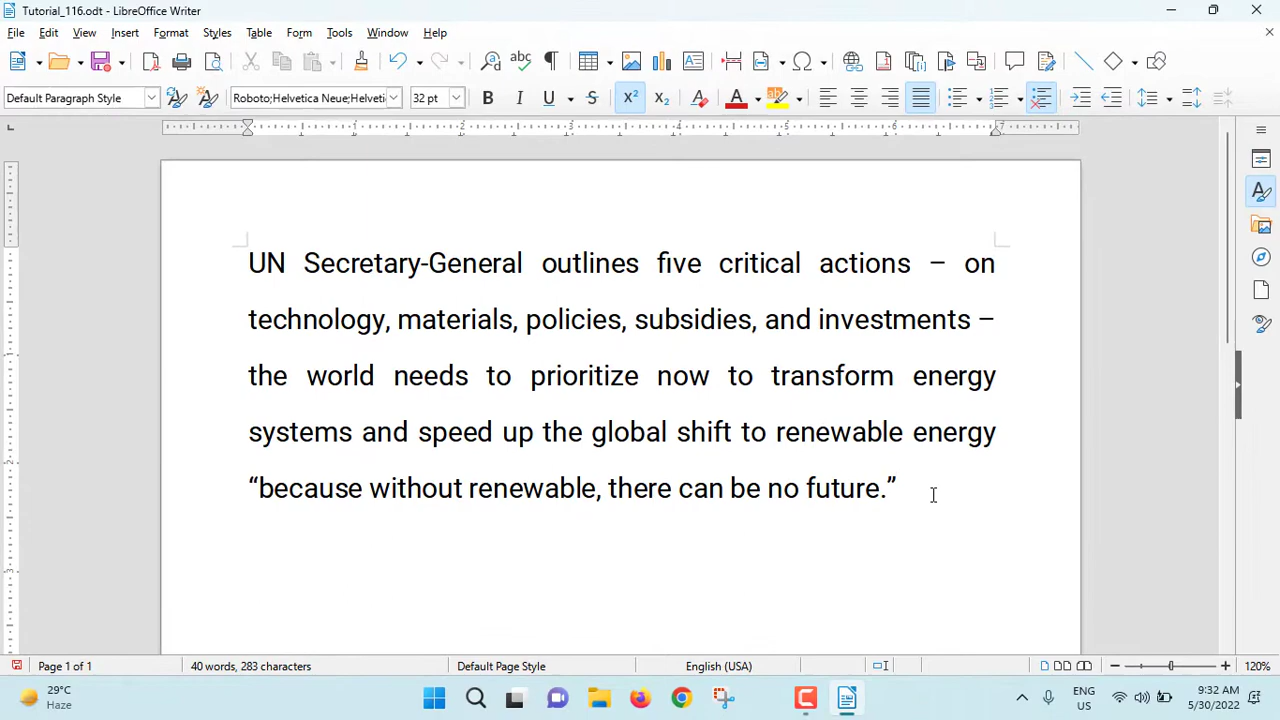 Tutorial_116.odt - LibreOffice Writer
File Edit View Insert Format Styles Table Form Tools Window Help
Default Paragraph Style Roboto;Helvetica Neue;Helveti 32 pt
UN Secretary-General outlines five critical actions – on
technology, materials, policies, subsidies, and investments –
the world needs to prioritize now to transform energy
systems and speed up the global shift to renewable energy
“because without renewable, there can be no future.”
Page 1 of 1 40 words, 283 characters Default Page Style English (USA) 120%
29°C
Haze
ENG
US
9:32 AM
5/30/2022